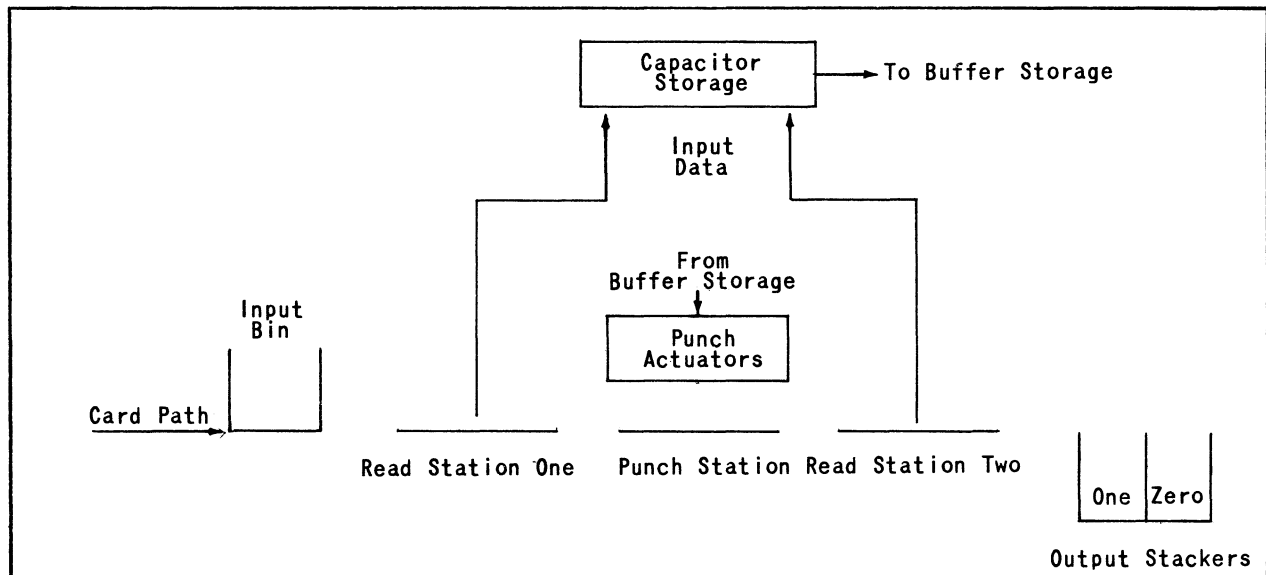 Capacitor
Storage
To Buffer Storage
Input
Data
From
Buffer Storage
Input
Bin
Punch
Actuators
Card Path
Read Station One
Punch Station
Read Station Two
One
Zero
Output Stackers